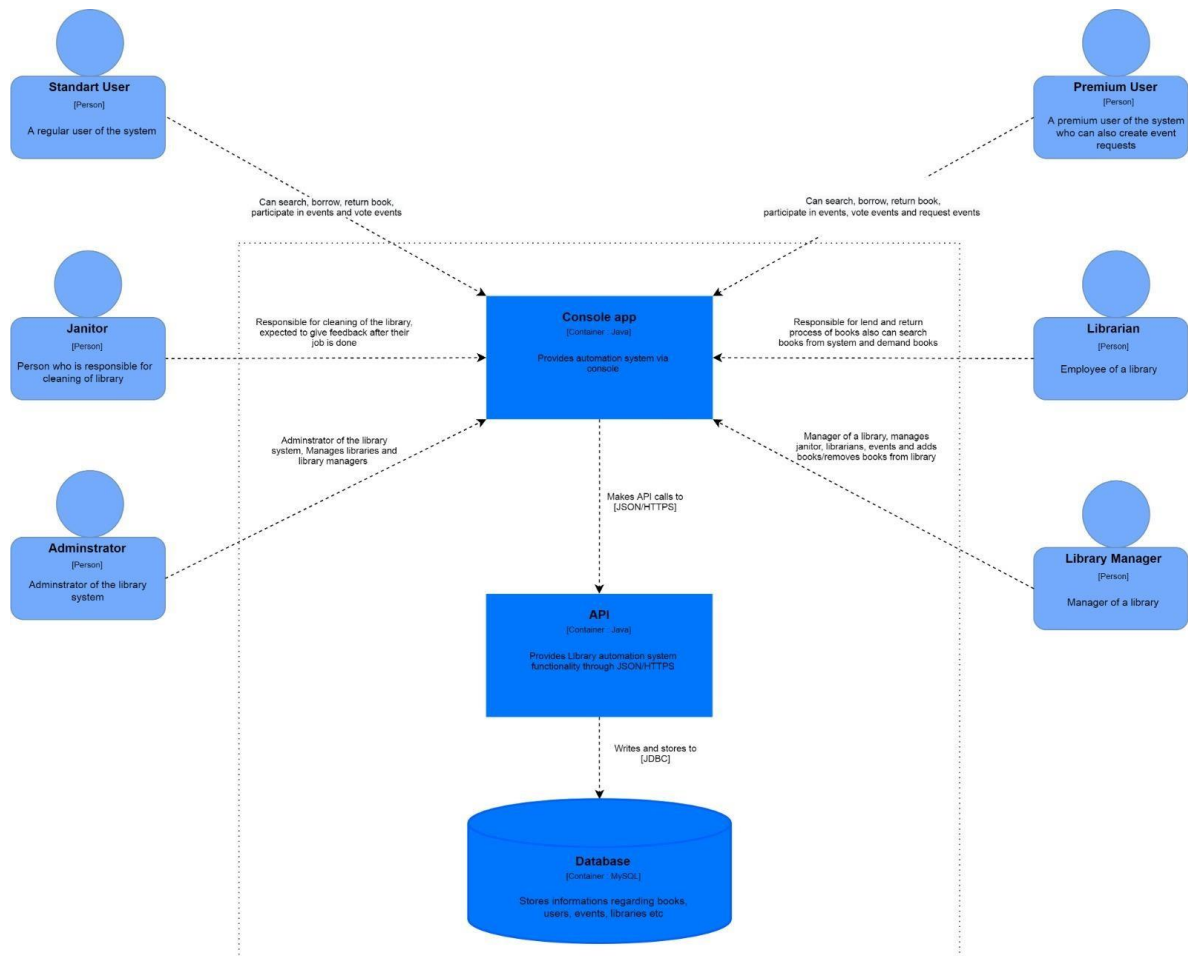 Standart User
[Person]
A regular user of the system
Premium User
[Person]
A premium user of the system
who can also create event
requests
Can search, borrow, return book,
participate in events and vote events
Can search, borrow, return book,
participate in events, vote events and request events
Janitor
[Person]
Person who is responsible for
cleaning of library
Responsible for cleaning of the library,
expected to give feedback after their
job is done
Console app
[Container : Java]
Provides automation system via
console
Responsible for lend and return
process of books also can search
books from system and demand books
Librarian
[Person]
Employee of a library
Adminstrator
[Person]
Adminstrator of the library
system
Adminstrator of the library
system, Manages libraries and
library managers
Manager of a library, manages
janitor, librarians, events and adds
books/removes books from library
Library Manager
[Person]
Manager of a library
Makes API calls to
[JSON/HTTPS]
API
[Container : Java]
Provides Library automation system
functionality through JSON/HTTPS
Writes and stores to
[JDBC]
Database
[Container : MySQL]
Stores informations regarding books,
users, events, libraries etc